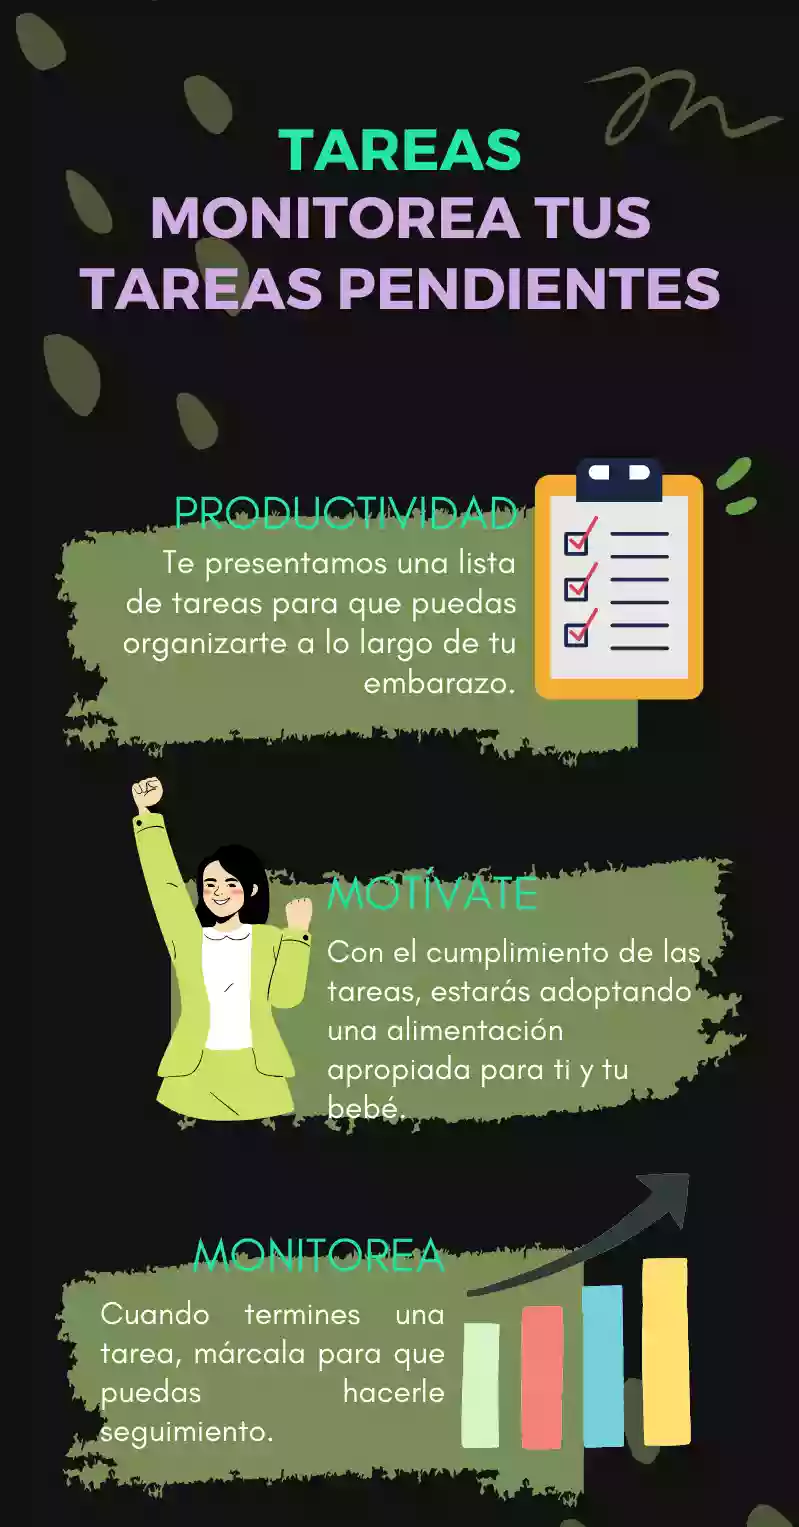 TAREAS
MONITOREA TUS
TAREAS PENDIENTES
PRODUCTIVIDAD
Te presentamos una lista
de tareas para que puedas
organizarte a lo largo de tu
embarazo.
MOTÍVATE
Con el cumplimiento de las
tareas, estarás adoptando
una alimentación
apropiada para ti y tu
bebé.
MONITOREA
Cuando termines una
tarea, márcala para que
puedas hacerle
seguimiento.